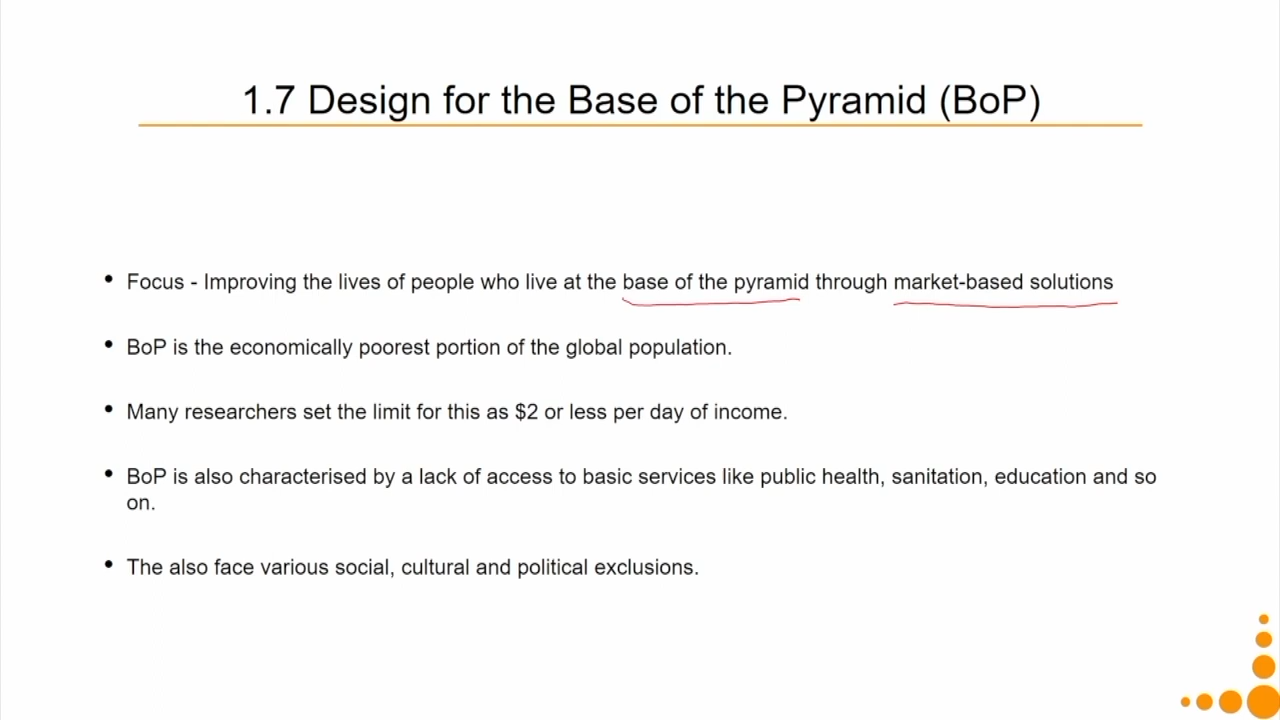 1.7 Design for the Base of the Pyramid (BoP)
• Focus - Improving the lives of people who live at the base of the pyramid through market-based solutions
• BoP is the economically poorest portion of the global population.
• Many researchers set the limit for this as $2 or less per day of income.
• BoP is also characterised by a lack of access to basic services like public health, sanitation, education and so
on.
• The also face various social, cultural and political exclusions.